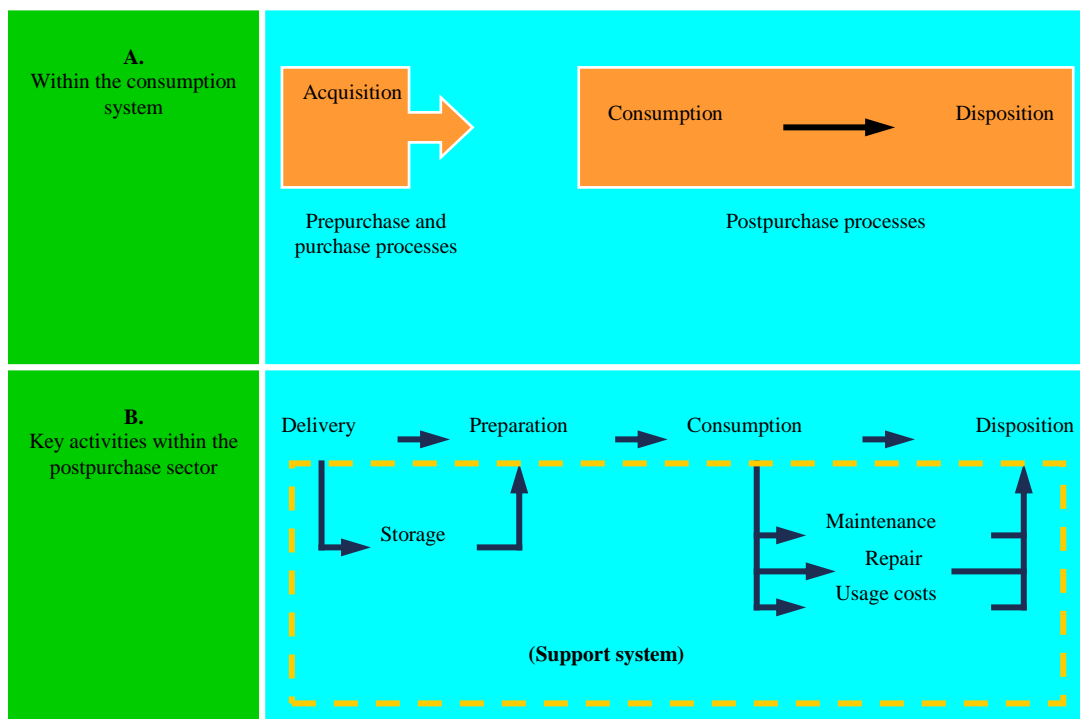 A.
Within the consumption
system
Acquisition
Consumption
Disposition
Prepurchase and
purchase processes
Postpurchase processes
B.
Key activities within the
postpurchase sector
Delivery
Preparation
Consumption
Disposition
Storage
Maintenance
Repair
Usage costs
(Support system)